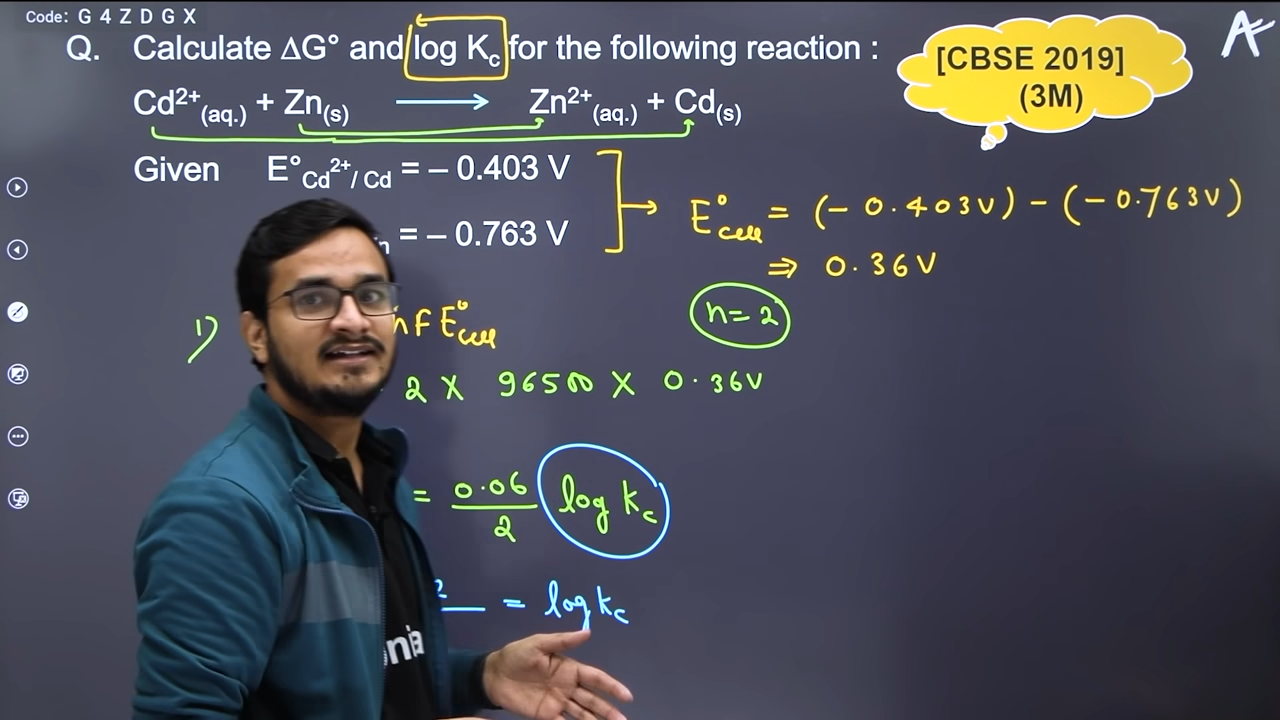 Code: G 4 Z D G X
Q. Calculate ΔG° and log Kc for the following reaction :
[CBSE 2019]
(3M)
Cd²⁺(aq.) + Zn(s) ⟶ Zn²⁺(aq.) + Cd(s)
Given E°Cd²⁺/Cd = – 0.403 V
n = – 0.763 V
E°cell = (- 0.403V) - (-0.763V)
⇒ 0.36V
n = 2
1)
nFE°cell
2 X 96500 X 0.36V
= 0.06/2 log Kc
2 = log Kc
nia